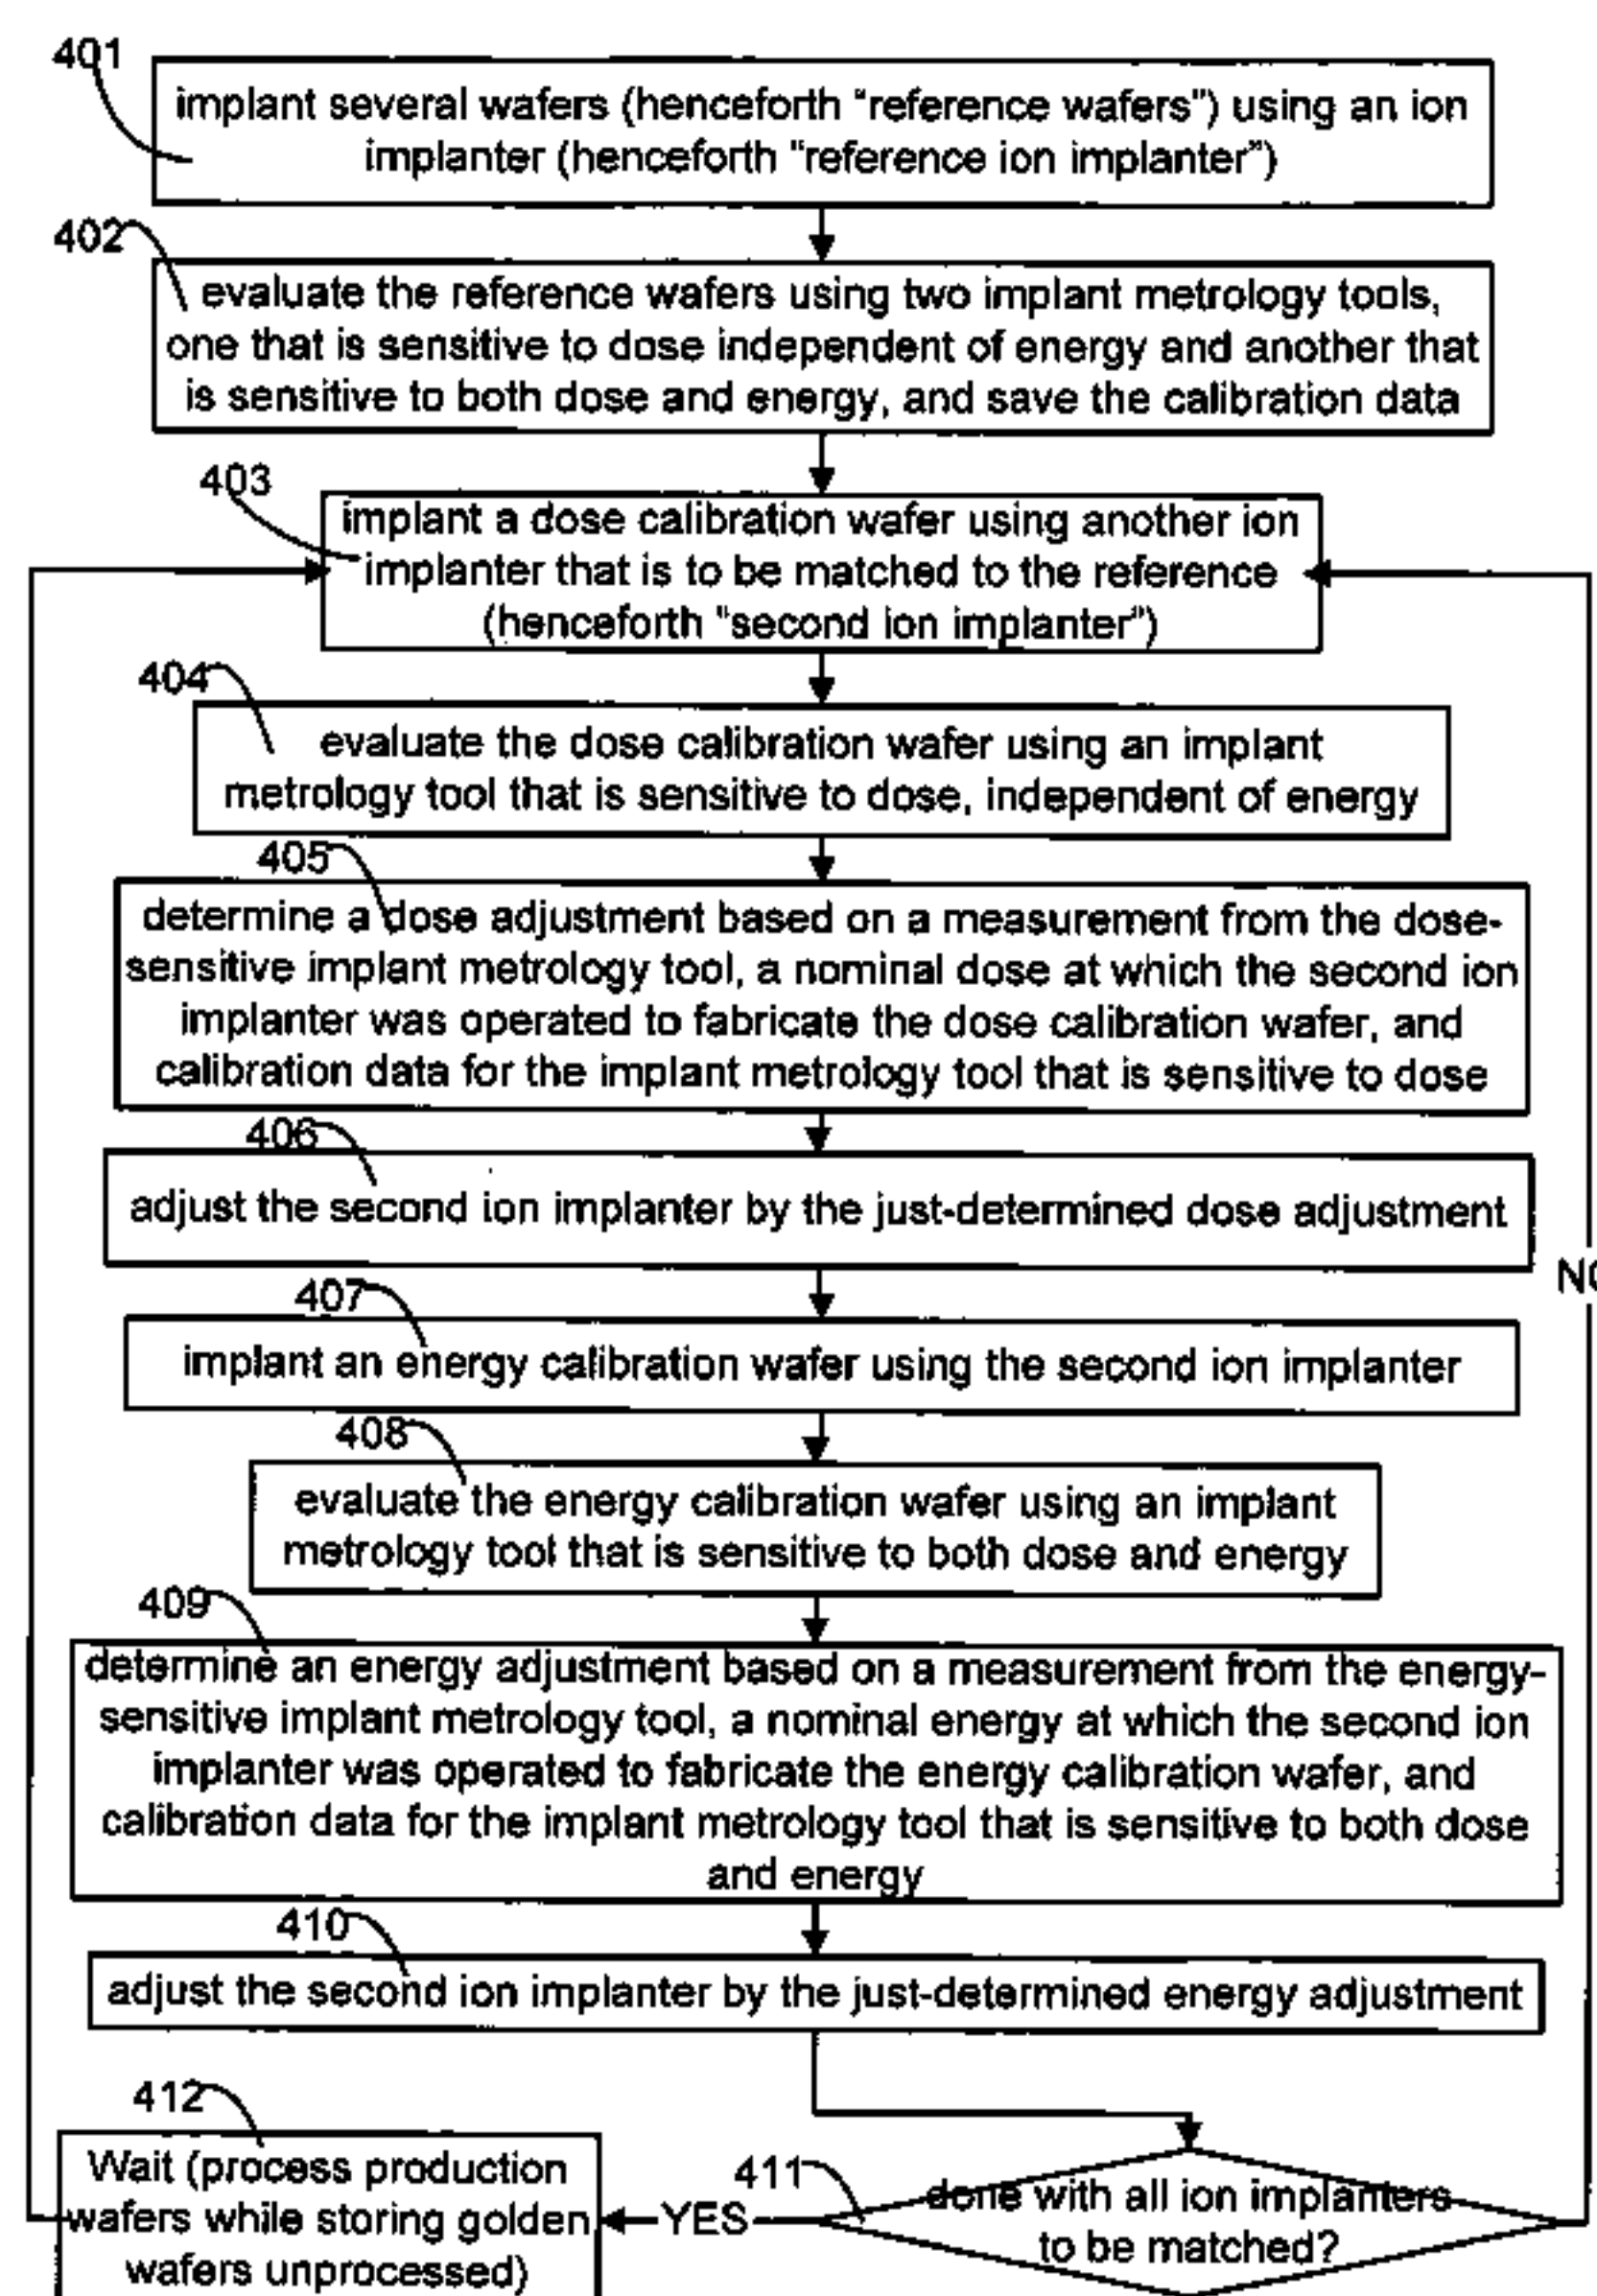 401
implant several wafers (henceforth "reference wafers") using an ion
implanter (henceforth "reference ion implanter")
402
evaluate the reference wafers using two implant metrology tools,
one that is sensitive to dose independent of energy and another that
is sensitive to both dose and energy, and save the calibration data
403
implant a dose calibration wafer using another ion
implanter that is to be matched to the reference
(henceforth "second ion implanter")
404
evaluate the dose calibration wafer using an implant
metrology tool that is sensitive to dose, independent of energy
405
determine a dose adjustment based on a measurement from the dose-
sensitive implant metrology tool, a nominal dose at which the second ion
implanter was operated to fabricate the dose calibration wafer, and
calibration data for the implant metrology tool that is sensitive to dose
406
adjust the second ion implanter by the just-determined dose adjustment
NO
407
implant an energy calibration wafer using the second ion implanter
408
evaluate the energy calibration wafer using an implant
metrology tool that is sensitive to both dose and energy
409
determine an energy adjustment based on a measurement from the energy-
sensitive implant metrology tool, a nominal energy at which the second ion
implanter was operated to fabricate the energy calibration wafer, and
calibration data for the implant metrology tool that is sensitive to both dose
and energy
410
adjust the second ion implanter by the just-determined energy adjustment
412
Wait (process production
wafers while storing golden
wafers unprocessed)
YES
411
done with all ion implanters
to be matched?